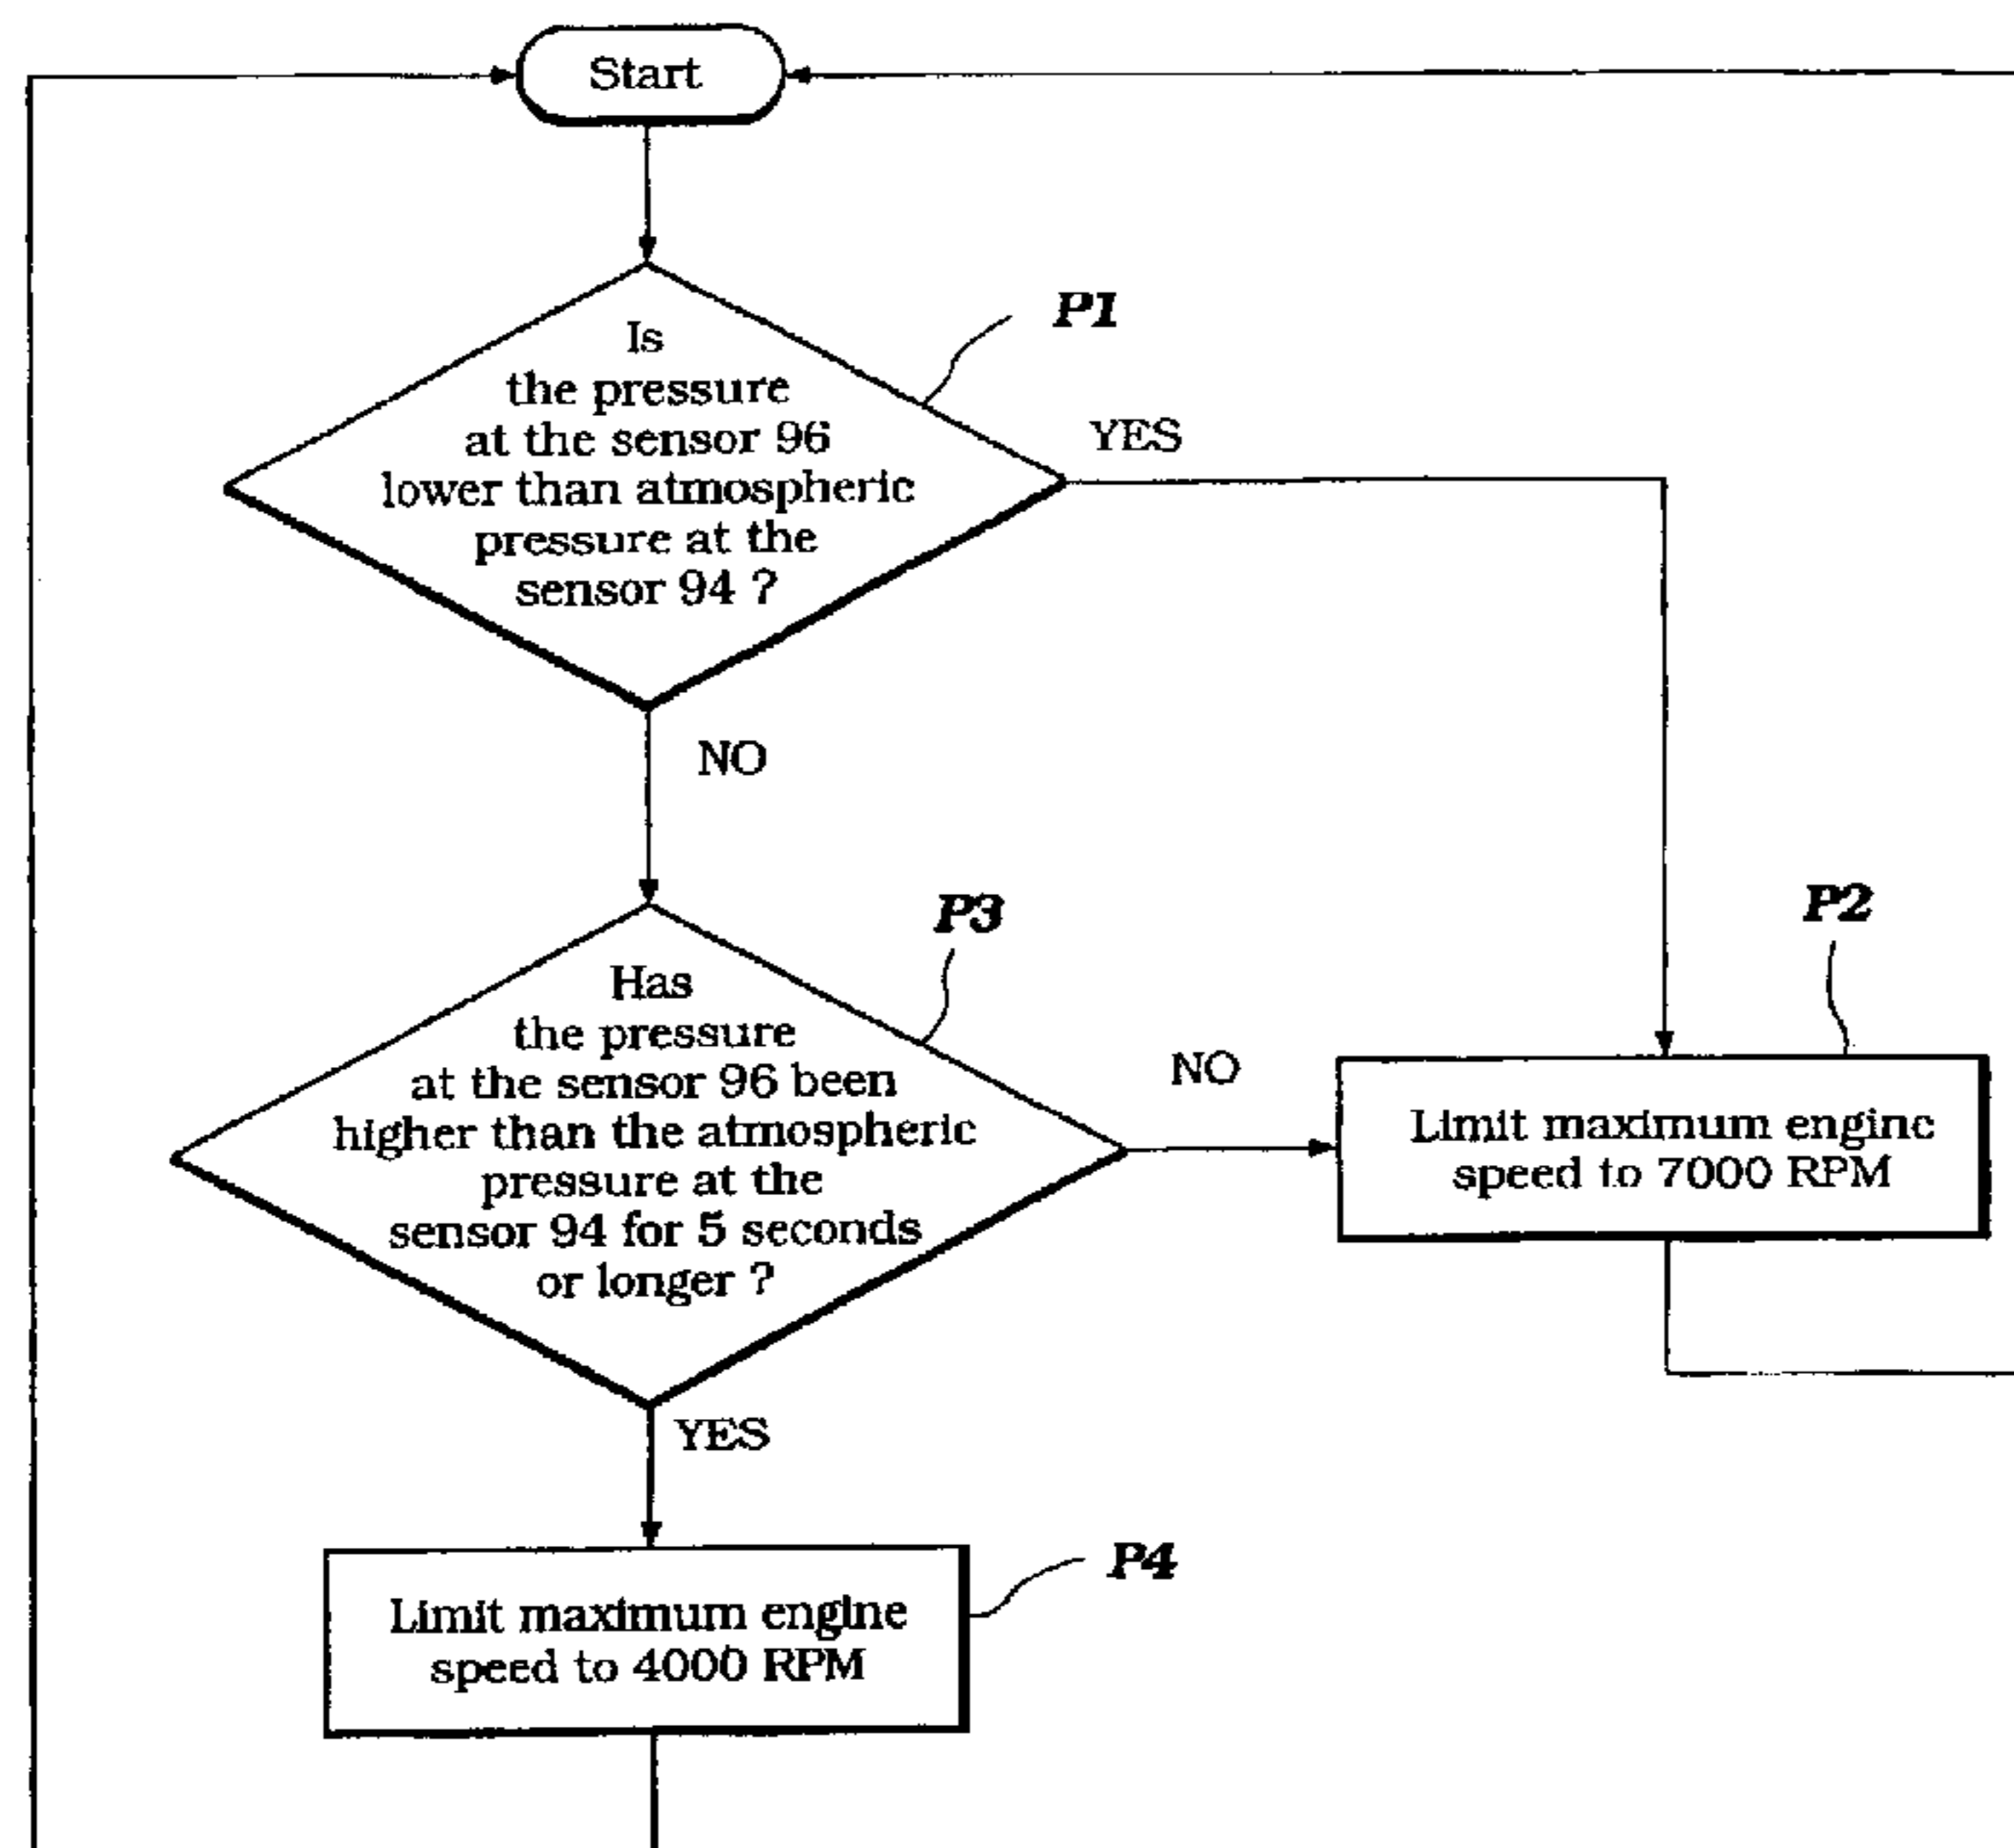 Start
P1
Is
the pressure
at the sensor 96
lower than atmospheric
pressure at the
sensor 94 ?
YES
NO
P3
Has
the pressure
at the sensor 96 been
higher than the atmospheric
pressure at the
sensor 94 for 5 seconds
or longer ?
NO
P2
Limit maximum engine
speed to 7000 RPM
YES
P4
Limit maximum engine
speed to 4000 RPM